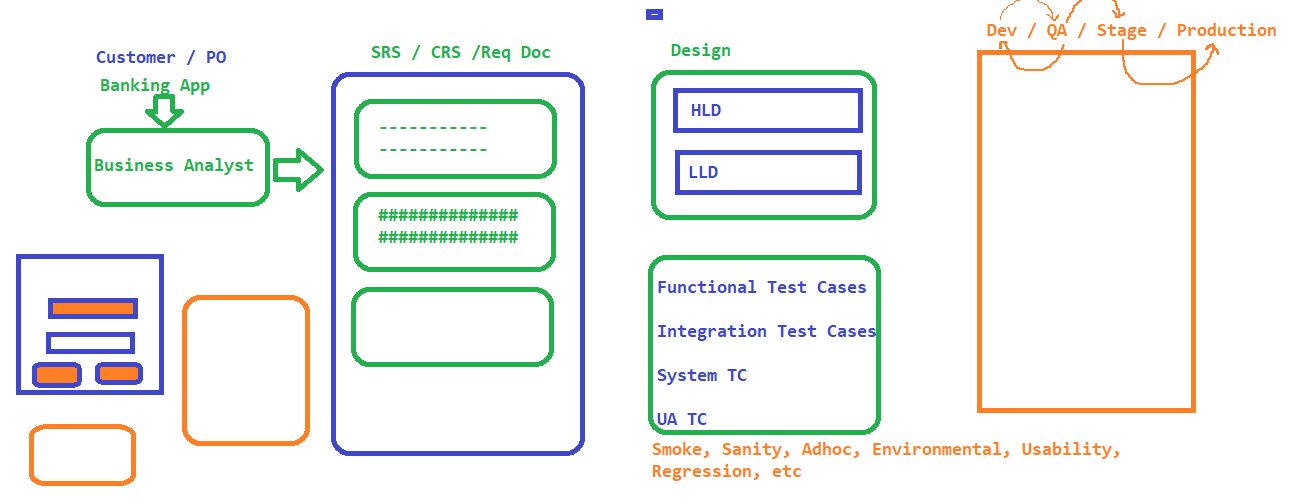 Customer / PO
Banking App
Business Analyst
SRS / CRS /Req Doc
-----------
-----------
##############
##############
Design
HLD
LLD
Functional Test Cases
Integration Test Cases
System TC
UA TC
Smoke, Sanity, Adhoc, Environmental, Usability,
Regression, etc
Dev / QA / Stage / Production